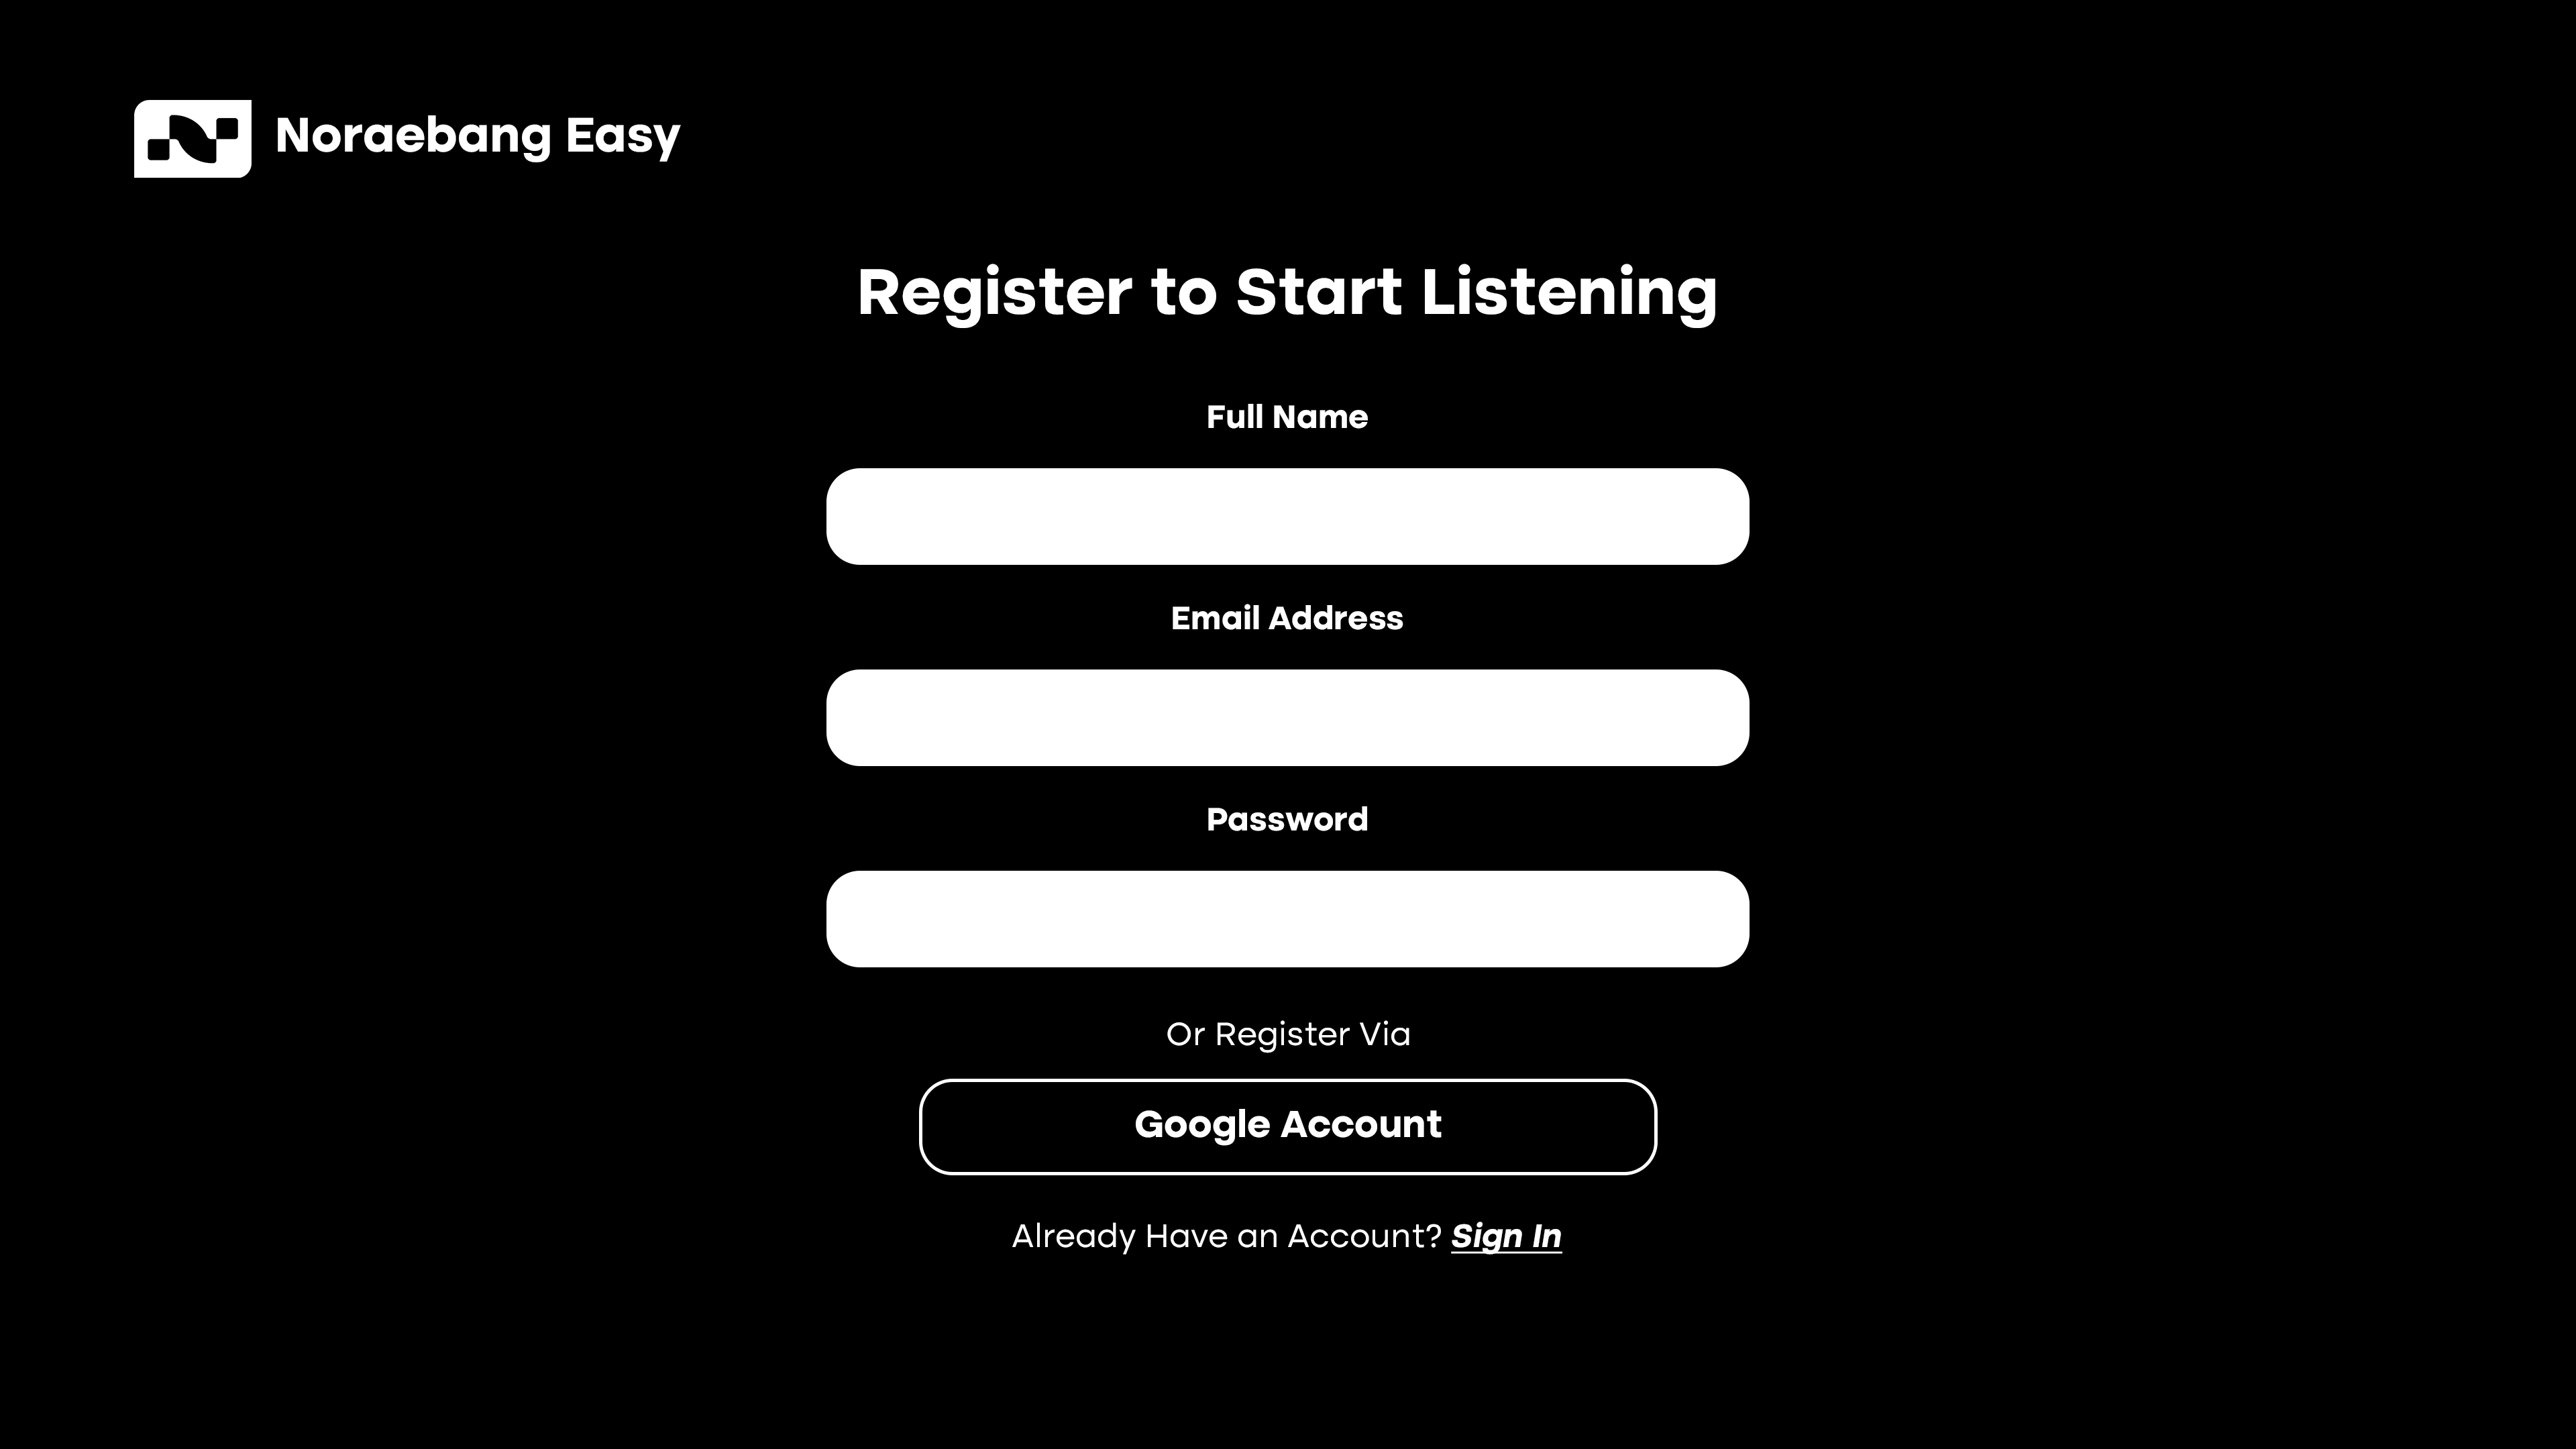 Noraebang Easy
Register to Start Listening
Full Name
Email Address
Password
Or Register Via
Google Account
Already Have an Account? Sign In